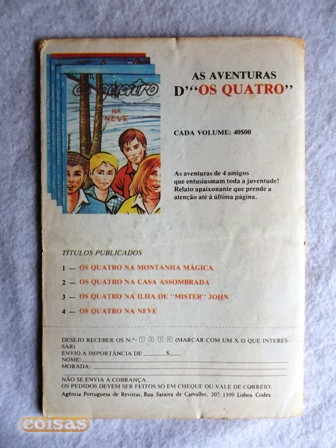 os quatro
NA
NEVE
AS AVENTURAS
D'"OS QUATRO"
CADA VOLUME: 40$00
As aventuras de 4 amigos
que entusiasmam toda a juventude!
Relato apaixonante que prende a
atenção até à última página.
TÍTULOS PUBLICADOS
1 — OS QUATRO NA MONTANHA MÁGICA
2 — OS QUATRO NA CASA ASSOMBRADA
3 — OS QUATRO NA ILHA DE "MISTER" JOHN
4 — OS QUATRO NA NEVE
DESEJO RECEBER OS N.ºs 1 2 3 4 (MARCAR COM UM X O QUE INTERES-
SAR)
ENVIO A IMPORTÂNCIA DE ______$____
NOME:
MORADA:
NÃO SE ENVIA À COBRANÇA
OS PEDIDOS DEVEM SER FEITOS SO EM CHEQUE OU VALE DE CORREIO.
Agência Portuguesa de Revistas, Rua Saraiva de Carvalho, 207. 1399 Lisboa Codex
coisas